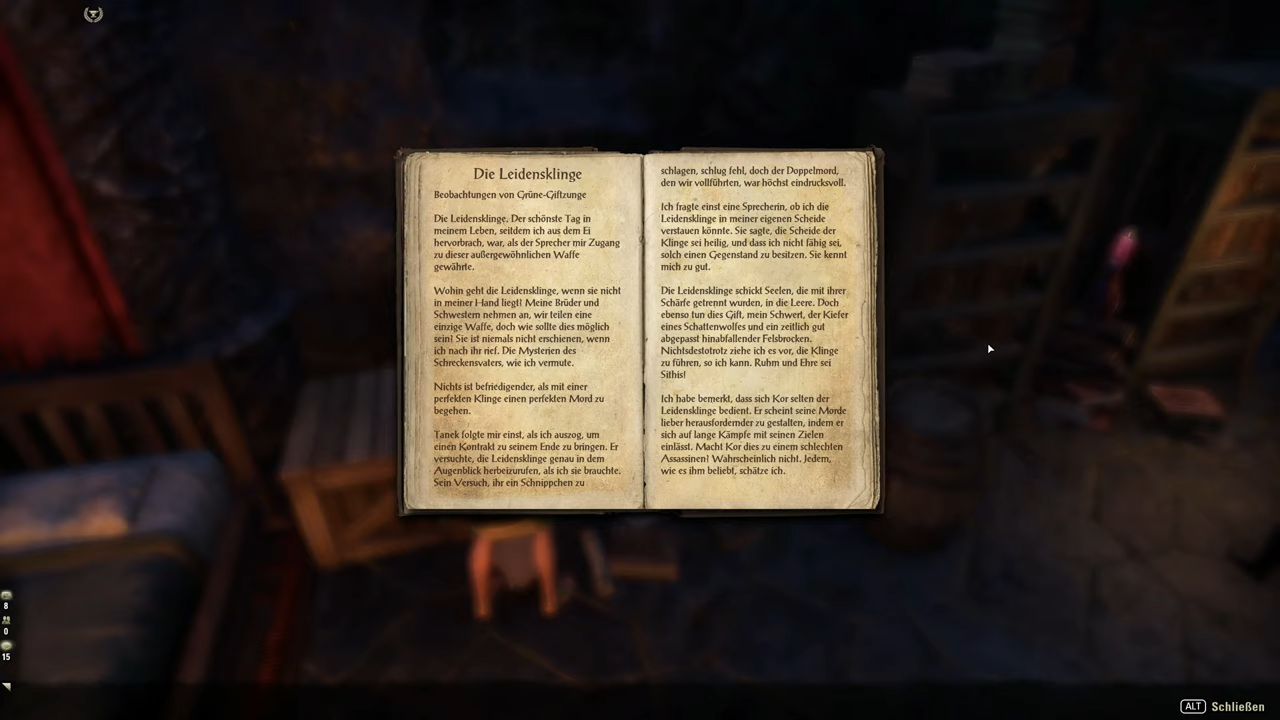 Die Leidensklinge
Beobachtungen von Grüne-Giftzunge
Die Leidensklinge. Der schönste Tag in
meinem Leben, seitdem ich aus dem Ei
hervorbrach, war, als der Sprecher mir Zugang
zu dieser außergewöhnlichen Waffe
gewährte.
Wohin geht die Leidensklinge, wenn sie nicht
in meiner Hand liegt? Meine Brüder und
Schwestern nehmen an, wir teilen eine
einzige Waffe, doch wie sollte dies möglich
sein? Sie ist niemals nicht erschienen, wenn
ich nach ihr rief. Die Mysterien des
Schreckensvaters, wie ich vermute.
Nichts ist befriedigender, als mit einer
perfekten Klinge einen perfekten Mord zu
begehen.
Tanek folgte mir einst, als ich auszog, um
einen Kontrakt zu seinem Ende zu bringen. Er
versuchte, die Leidensklinge genau in dem
Augenblick herbeizurufen, als ich sie brauchte.
Sein Versuch, ihr ein Schnippchen zu
schlagen, schlug fehl, doch der Doppelmord,
den wir vollführten, war höchst eindrucksvoll.
Ich fragte einst eine Sprecherin, ob ich die
Leidensklinge in meiner eigenen Scheide
verstauen könnte. Sie sagte, die Scheide der
Klinge sei heilig, und dass ich nicht fähig sei,
solch einen Gegenstand zu besitzen. Sie kennt
mich zu gut.
Die Leidensklinge schickt Seelen, die mit ihrer
Schärfe getrennt wurden, in die Leere. Doch
ebenso tun dies Gift, mein Schwert, der Kiefer
eines Schattenwolfes und ein zeitlich gut
abgepasst hinabfallender Felsbrocken.
Nichtsdestotrotz ziehe ich es vor, die Klinge
zu führen, so ich kann. Ruhm und Ehre sei
Sithis!
Ich habe bemerkt, dass sich Kor selten der
Leidensklinge bedient. Er scheint seine Morde
lieber herausfordernder zu gestalten, indem er
sich auf lange Kämpfe mit seinen Zielen
einlässt. Macht Kor dies zu einem schlechten
Assassinen? Wahrscheinlich nicht. Jedem,
wie es ihm beliebt, schätze ich.
8
0
15
ALT Schließen